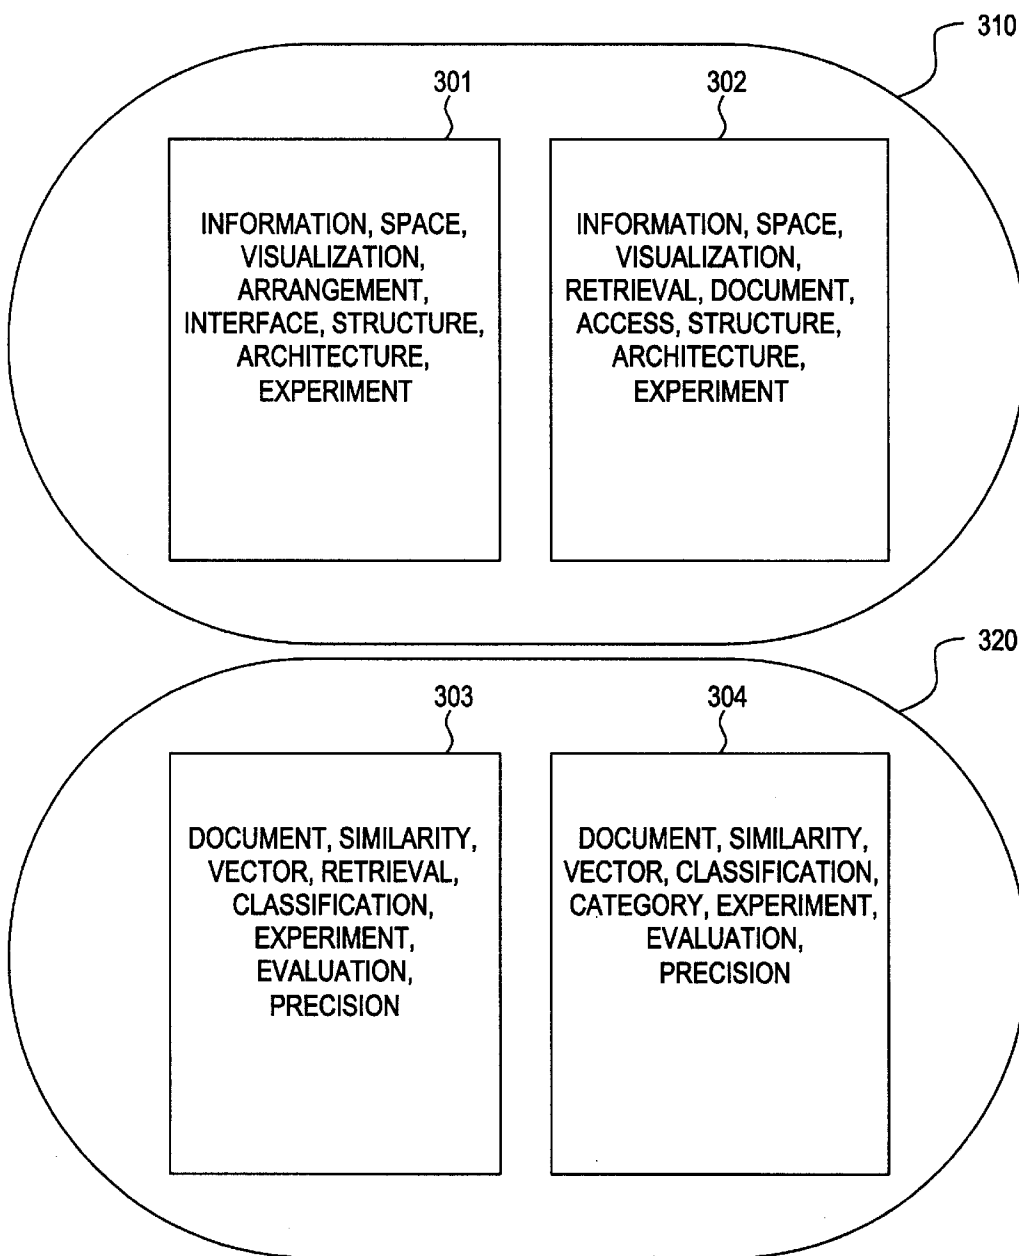 310
301
302
INFORMATION, SPACE,
VISUALIZATION,
ARRANGEMENT,
INTERFACE, STRUCTURE,
ARCHITECTURE,
EXPERIMENT
INFORMATION, SPACE,
VISUALIZATION,
RETRIEVAL, DOCUMENT,
ACCESS, STRUCTURE,
ARCHITECTURE,
EXPERIMENT
320
303
304
DOCUMENT, SIMILARITY,
VECTOR, RETRIEVAL,
CLASSIFICATION,
EXPERIMENT,
EVALUATION,
PRECISION
DOCUMENT, SIMILARITY,
VECTOR, CLASSIFICATION,
CATEGORY, EXPERIMENT,
EVALUATION,
PRECISION